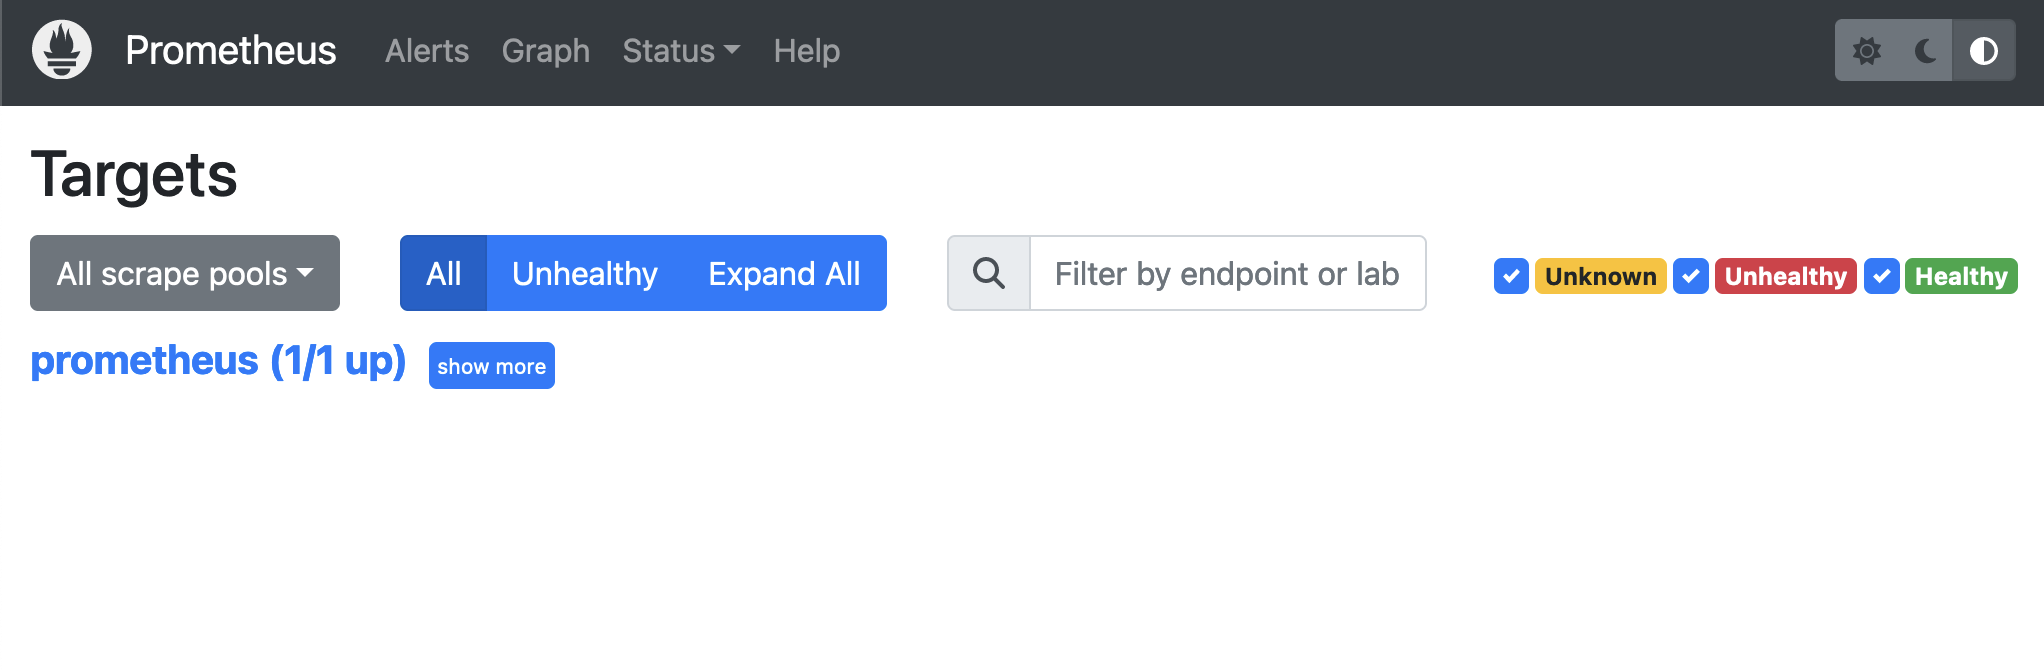 Prometheus Alerts Graph Status Help
Targets
All scrape pools All Unhealthy Expand All Filter by endpoint or lab Unknown Unhealthy Healthy
prometheus (1/1 up) show more